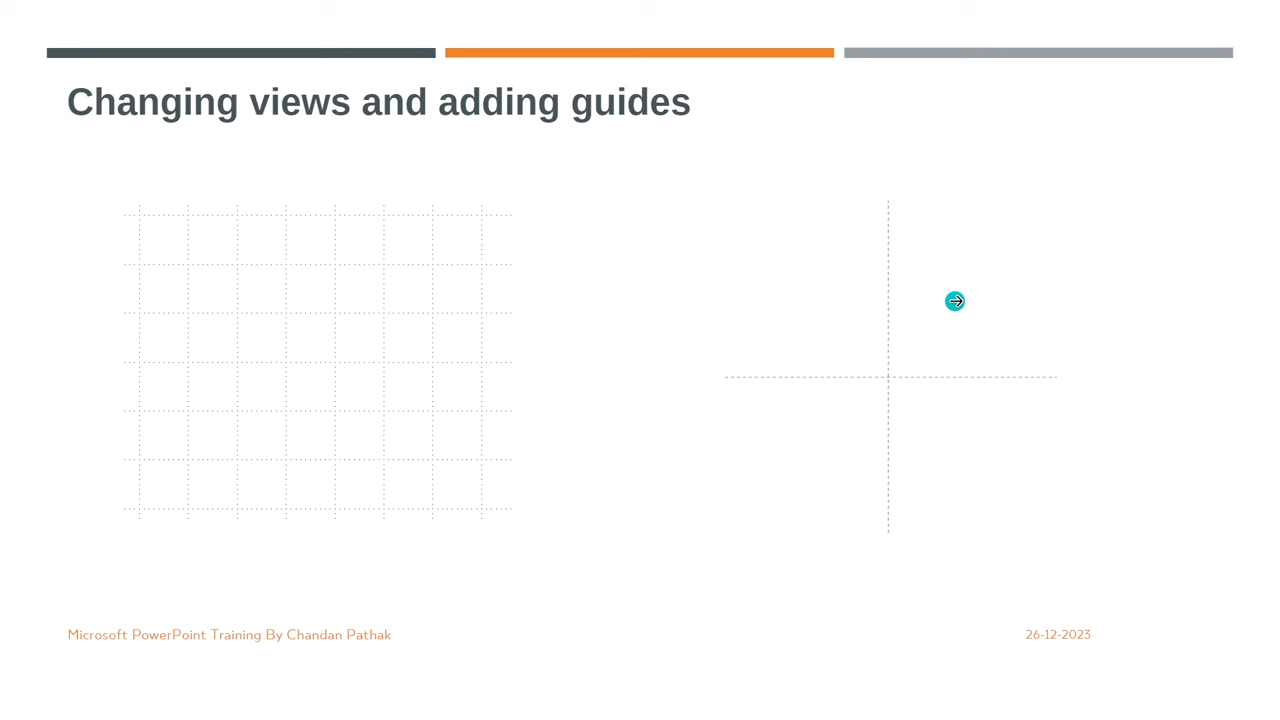 Changing views and adding guides
Microsoft PowerPoint Training By Chandan Pathak
26-12-2023